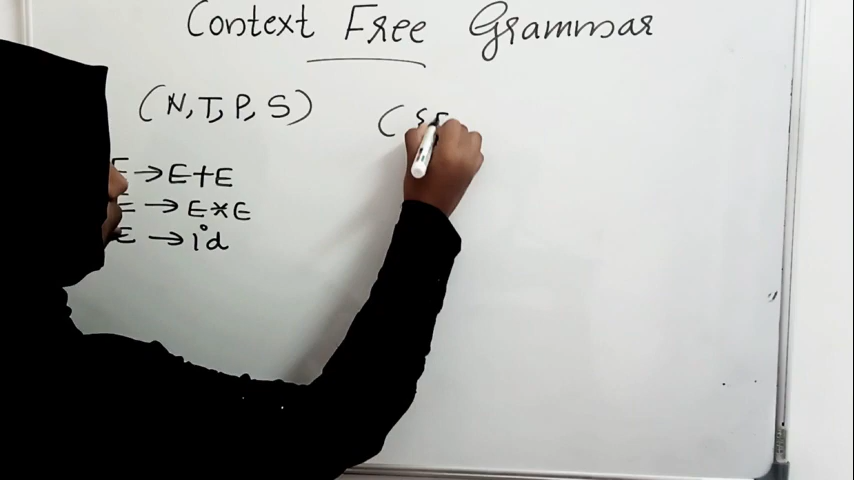 Context Free Grammar
(N,T,P,S)
( {E
E→E+E
E→E*E
E→id